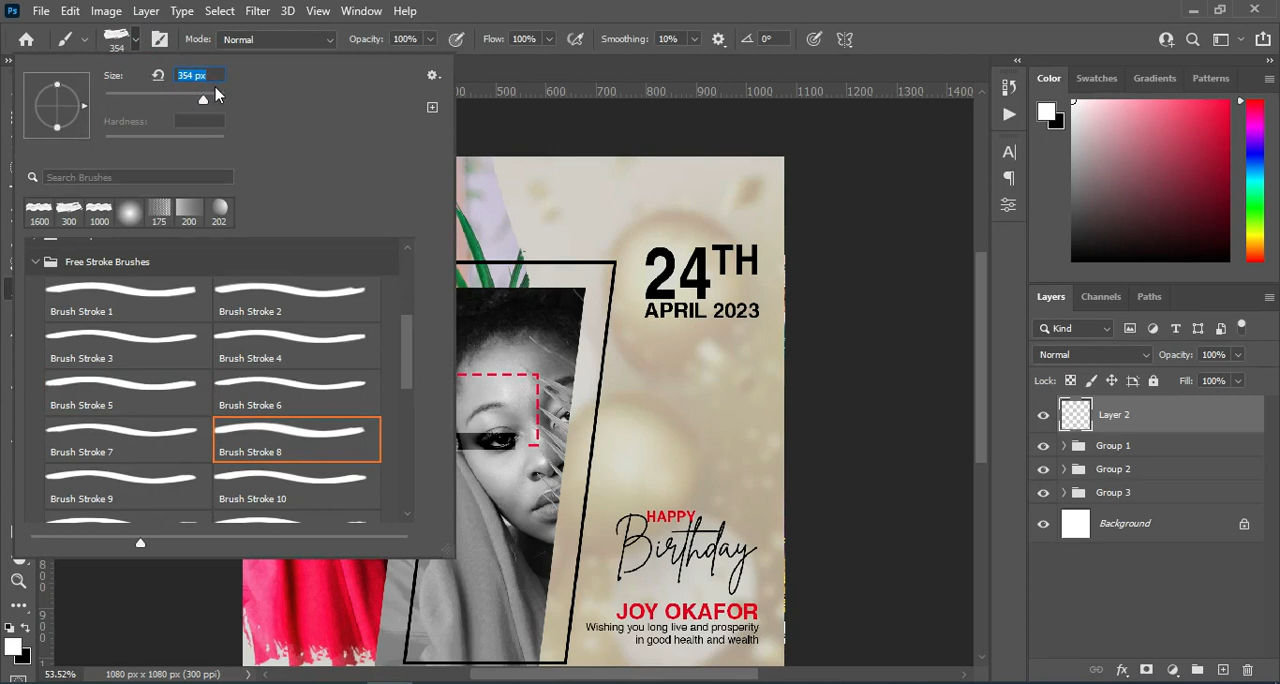 Ps File Edit Image Layer Type Select Filter 3D View Window Help
354 Mode: Normal Opacity: 100% Flow: 100% Smoothing: 10% 0°
Size: 354 px
Hardness:
Search Brushes
1600 300 1000 175 200 202
Free Stroke Brushes
Brush Stroke 1 Brush Stroke 2
Brush Stroke 3 Brush Stroke 4
Brush Stroke 5 Brush Stroke 6
Brush Stroke 7 Brush Stroke 8
Brush Stroke 9 Brush Stroke 10
500 600 700 800 900 1000 1100 1200 1300 1400
24TH
APRIL 2023
HAPPY
Birthday
JOY OKAFOR
Wishing you long live and prosperity
in good health and wealth
Color Swatches Gradients Patterns
Layers Channels Paths
Kind
Normal Opacity: 100%
Lock: Fill: 100%
Layer 2
Group 1
Group 2
Group 3
Background
53.52% 1080 px x 1080 px (300 ppi)